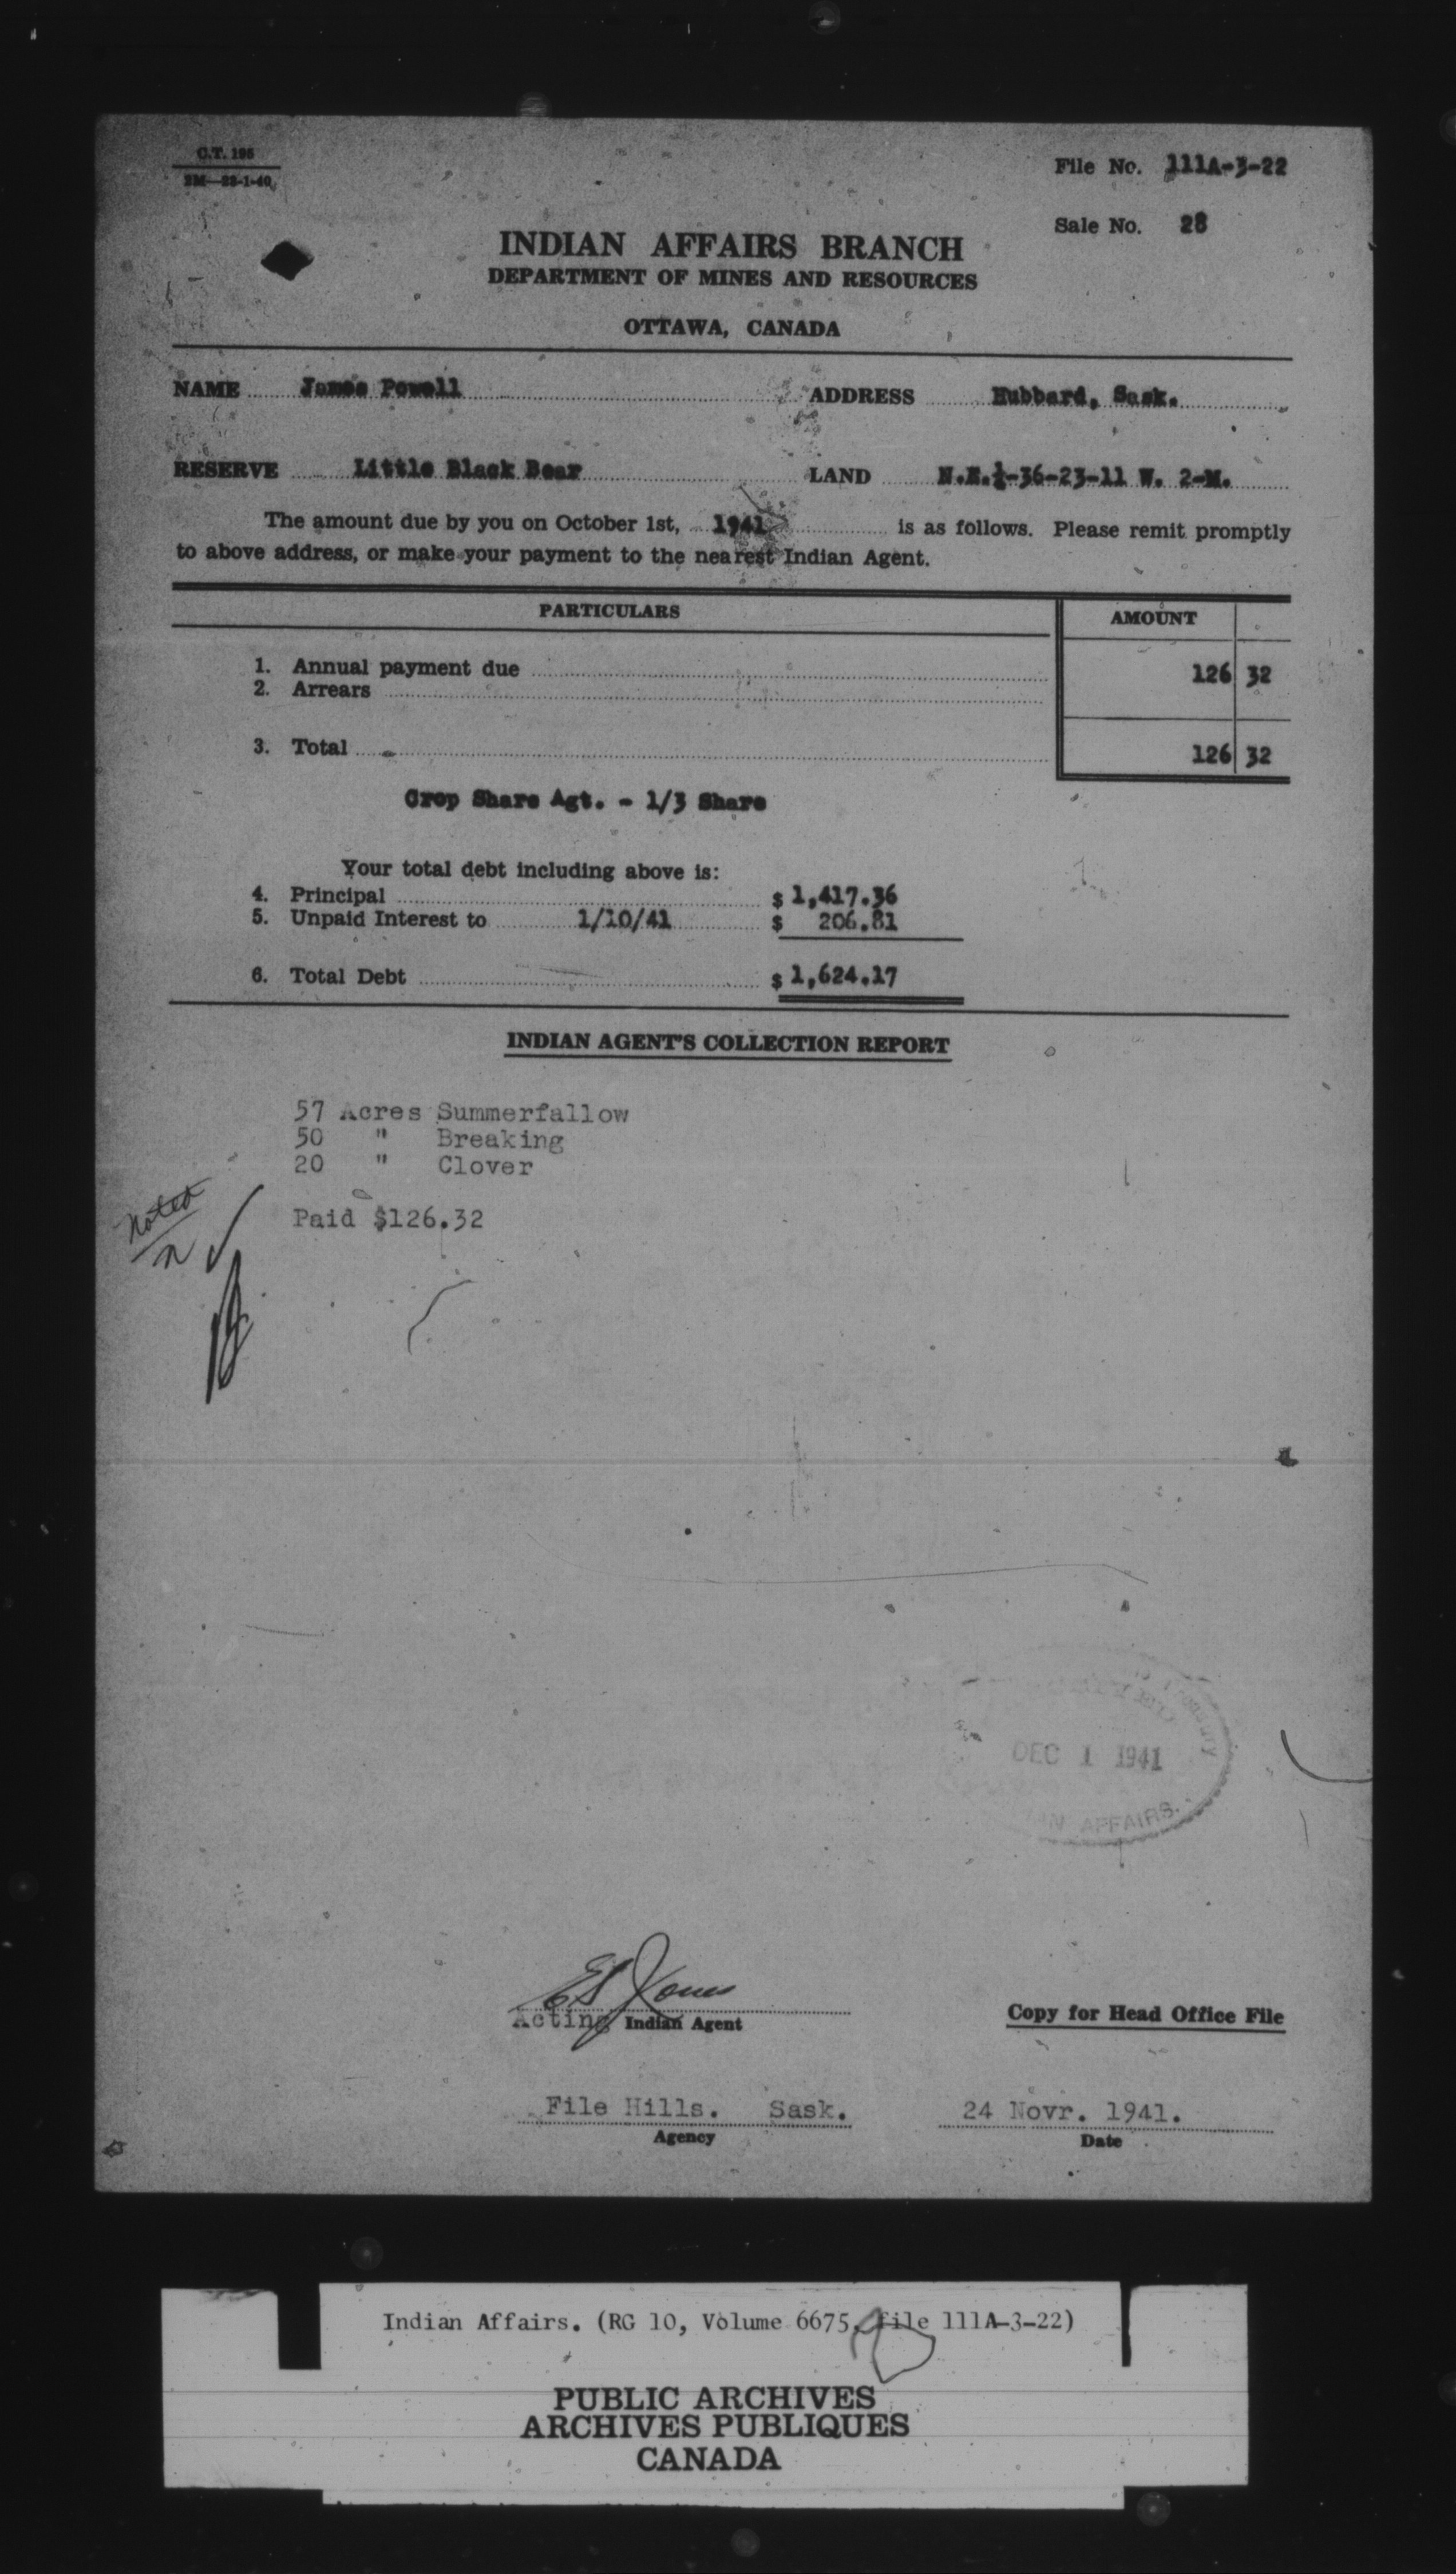 C.T. 196
2M—22-1-40
File No. 111A-3-22
Sale No. 28
INDIAN AFFAIRS BRANCH
DEPARTMENT OF MINES AND RESOURCES
OTTAWA, CANADA
NAME James Powell ADDRESS Hubbard, Sask.
RESERVE Little Black Bear LAND N.E.¼-36-23-11 W. 2-M.
The amount due by you on October 1st, 1941 is as follows. Please remit promptly
to above address, or make your payment to the nearest Indian Agent.
PARTICULARS AMOUNT
1. Annual payment due 126 32
2. Arrears
3. Total 126 32
Crop Share Agt. - 1/3 Share
Your total debt including above is:
4. Principal $ 1,417.36
5. Unpaid Interest to 1/10/41 $ 206.81
6. Total Debt $ 1,624.17
INDIAN AGENT'S COLLECTION REPORT
57 Acres Summerfallow
50 " Breaking
20 " Clover
noted
Paid $126.32
DEC 1 1941
AFFAIRS.
ES Jones
Acting Indian Agent
Copy for Head Office File
File Hills. Sask. 24 Novr. 1941.
Agency Date
Indian Affairs. (RG 10, Volume 6675, file 111A-3-22)
PUBLIC ARCHIVES
ARCHIVES PUBLIQUES
CANADA